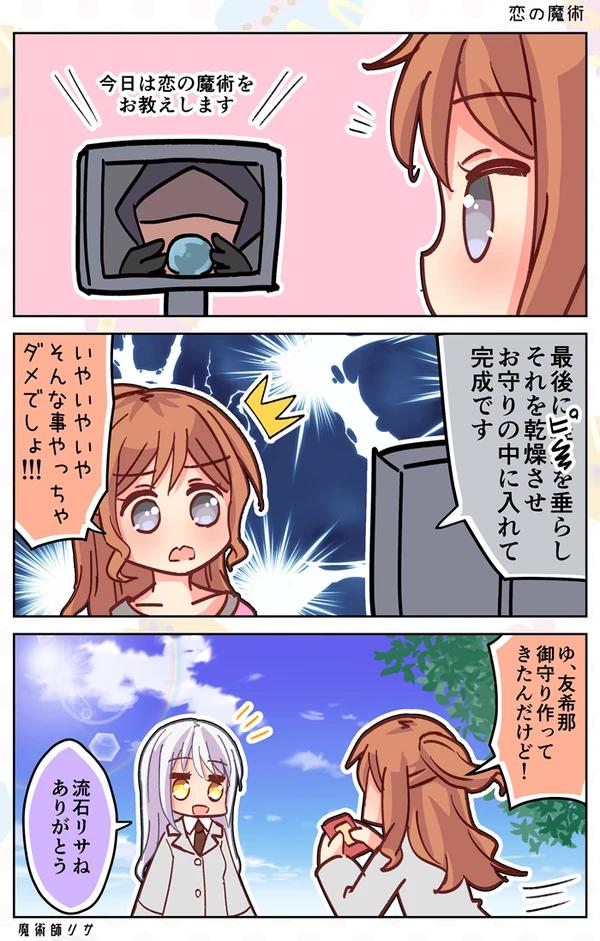 恋の魔術
今日は恋の魔術を
お教えします
最後にピーを垂らし
それを乾燥させ
お守りの中に入れて
完成です
いやいやいや
そんな事やっちゃ
ダメでしょ!!!
ゆ、友希那
御守り作って
きたんだけど!
流石リサね
ありがとう
魔術師リサ